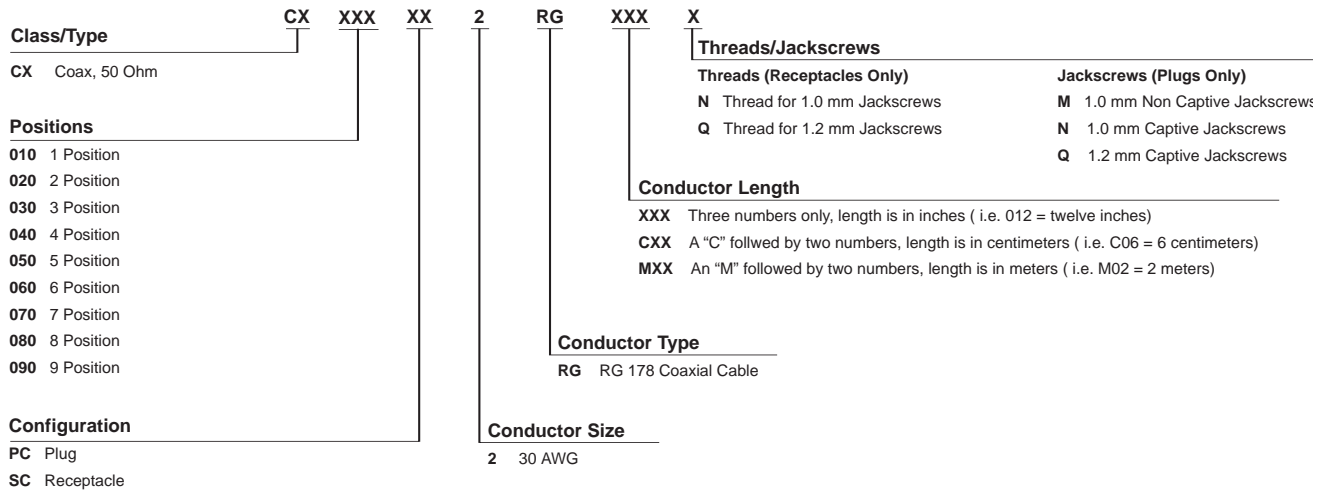 CX XXX XX 2 RG XXX X
Class/Type
CX Coax, 50 Ohm
Positions
010 1 Position
020 2 Position
030 3 Position
040 4 Position
050 5 Position
060 6 Position
070 7 Position
080 8 Position
090 9 Position
Configuration
PC Plug
SC Receptacle
Conductor Size
2 30 AWG
Conductor Type
RG RG 178 Coaxial Cable
Conductor Length
XXX Three numbers only, length is in inches ( i.e. 012 = twelve inches)
CXX A “C” follwed by two numbers, length is in centimeters ( i.e. C06 = 6 centimeters)
MXX An “M” followed by two numbers, length is in meters ( i.e. M02 = 2 meters)
Threads/Jackscrews
Threads (Receptacles Only)
N Thread for 1.0 mm Jackscrews
Q Thread for 1.2 mm Jackscrews
Jackscrews (Plugs Only)
M 1.0 mm Non Captive Jackscrews
N 1.0 mm Captive Jackscrews
Q 1.2 mm Captive Jackscrews